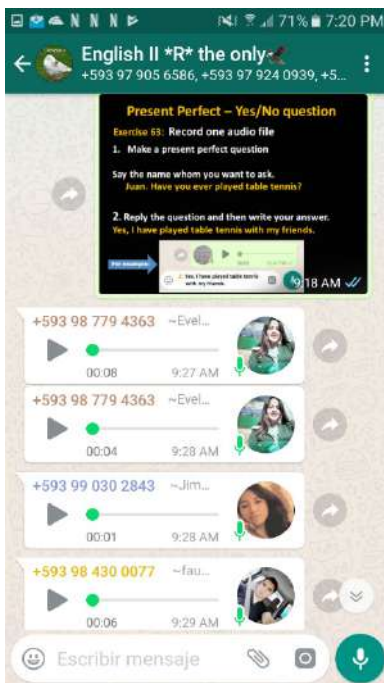 N N N 71% 7:20 PM
English II *R* the only
+593 97 905 6586, +593 97 924 0939, +5...
Present Perfect – Yes/No question
Exercise 63: Record one audio file
1. Make a present perfect question
Say the name whom you want to ask.
Juan. Have you ever played table tennis?
2. Reply the question and then write your answer.
Yes, I have played table tennis with my friends.
Yes, I have played table tennis
with my friends.
9:18 AM
+593 98 779 4363 ~Evel...
00:08 9:27 AM
+593 98 779 4363 ~Evel...
00:04 9:28 AM
+593 99 030 2843 ~Jim...
00:01 9:28 AM
+593 98 430 0077 ~fau...
00:06 9:29 AM
Escribir mensaje